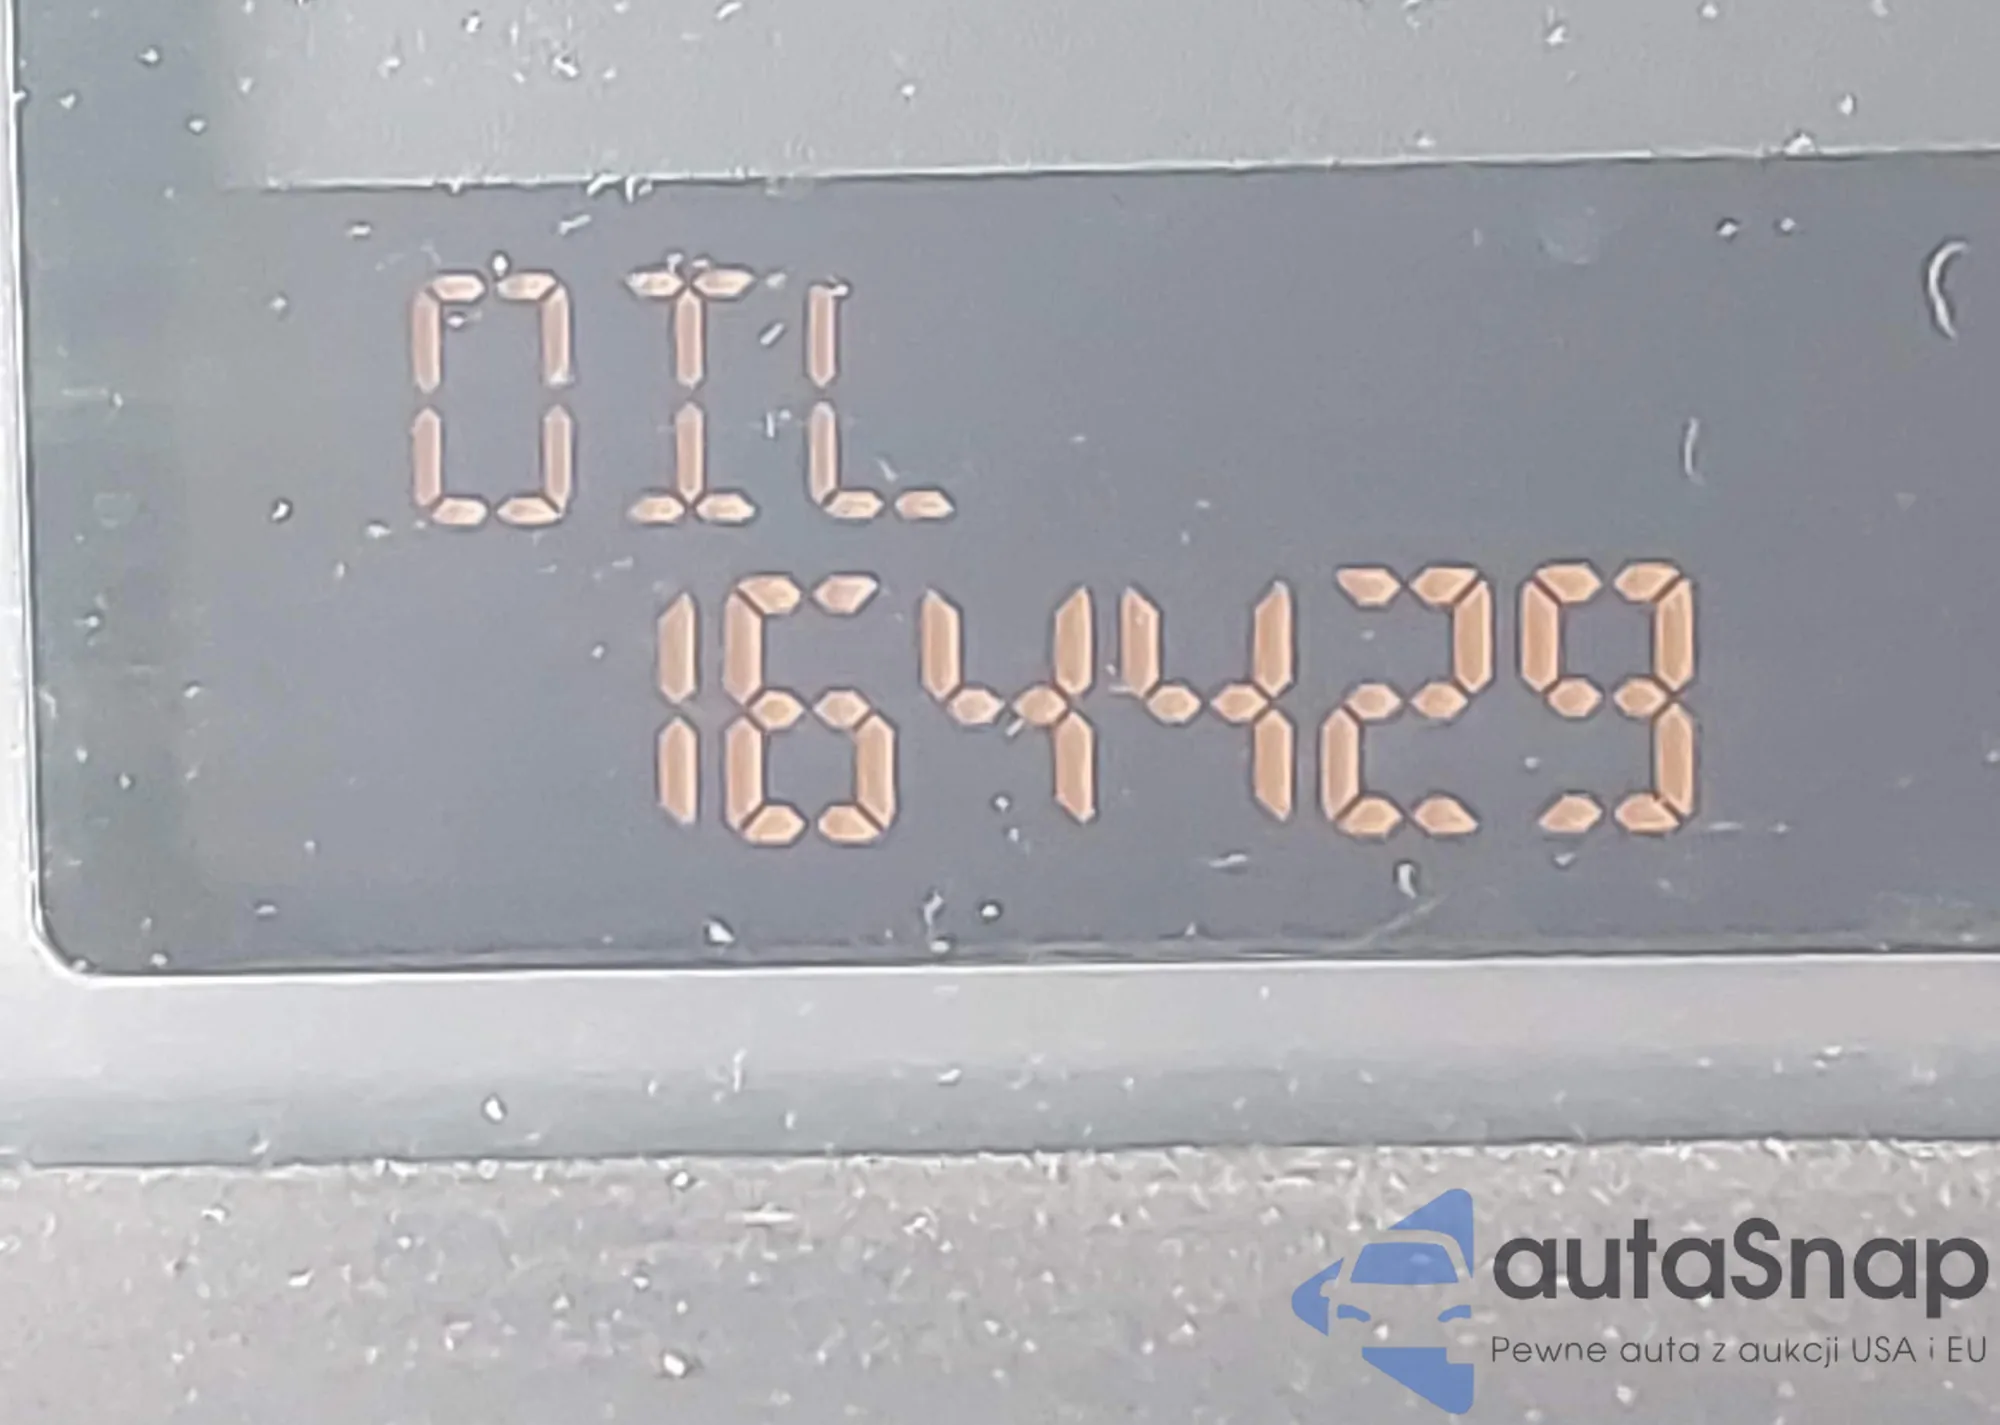 OIL
164429
autaSnap
Pewne auta z aukcji USA i EU